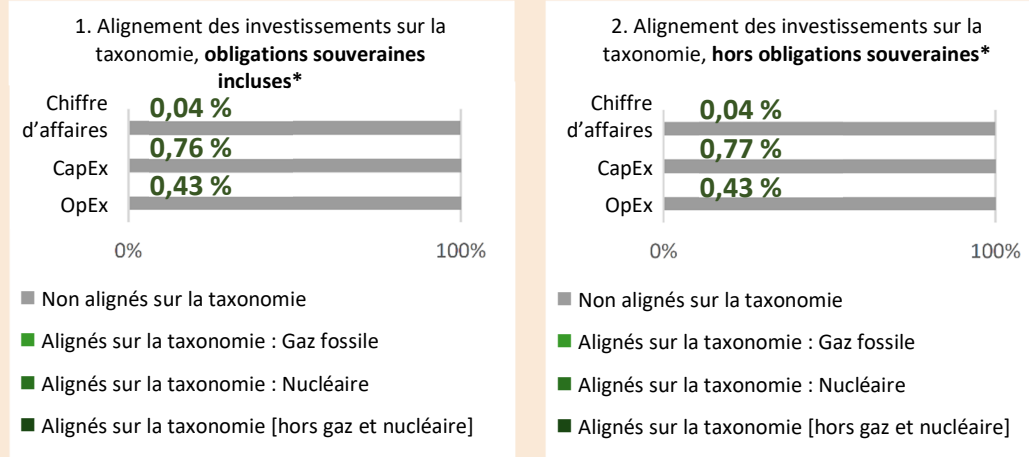 1. Alignement des investissements sur la
taxonomie, obligations souveraines
incluses*
Chiffre
d'affaires
0,04 %
CapEx
0,76 %
OpEx
0,43 %
0%
100%
Non alignés sur la taxonomie
Alignés sur la taxonomie : Gaz fossile
Alignés sur la taxonomie : Nucléaire
Alignés sur la taxonomie [hors gaz et nucléaire]
2. Alignement des investissements sur la
taxonomie, hors obligations souveraines*
Chiffre
d'affaires
0,04 %
CapEx
0,77 %
OpEx
0,43 %
0%
100%
Non alignés sur la taxonomie
Alignés sur la taxonomie : Gaz fossile
Alignés sur la taxonomie : Nucléaire
Alignés sur la taxonomie [hors gaz et nucléaire]